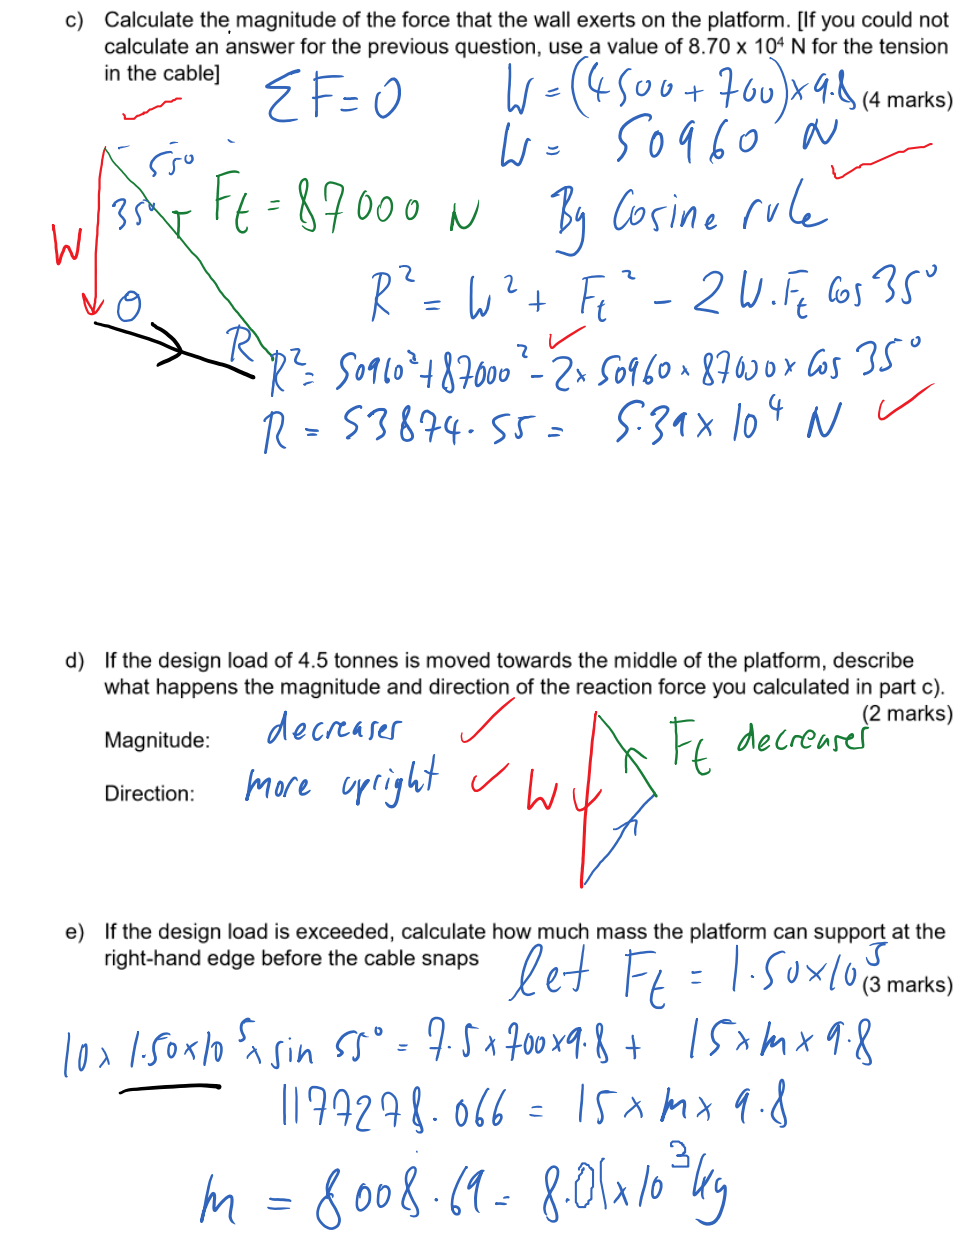 c) Calculate the magnitude of the force that the wall exerts on the platform. [If you could not
calculate an answer for the previous question, use a value of 8.70 x 10⁴ N for the tension
in the cable]
(4 marks)
ΣF=0
W = (4500 + 700) x 9.8
W = 50960 N
55°
35°
T
Ft = 87000 N
W
θ
R
By Cosine rule
R² = W² + Ft² - 2 W.Ft Cos 35°
R² = 50960² + 87000² - 2x 50960 x 87000 x Cos 35°
R = 53874.55 = 5.39 x 10⁴ N
d) If the design load of 4.5 tonnes is moved towards the middle of the platform, describe
what happens the magnitude and direction of the reaction force you calculated in part c).
(2 marks)
Magnitude: decreases
Direction: more upright
W
Ft decreases
e) If the design load is exceeded, calculate how much mass the platform can support at the
right-hand edge before the cable snaps
(3 marks)
let Ft = 1.50x10⁵
10 x 1.50x10⁵ x sin 55° = 7.5 x 700 x 9.8 + 15 x m x 9.8
1177278.066 = 15 x m x 9.8
m = 8008.69 = 8.01 x 10³ kg